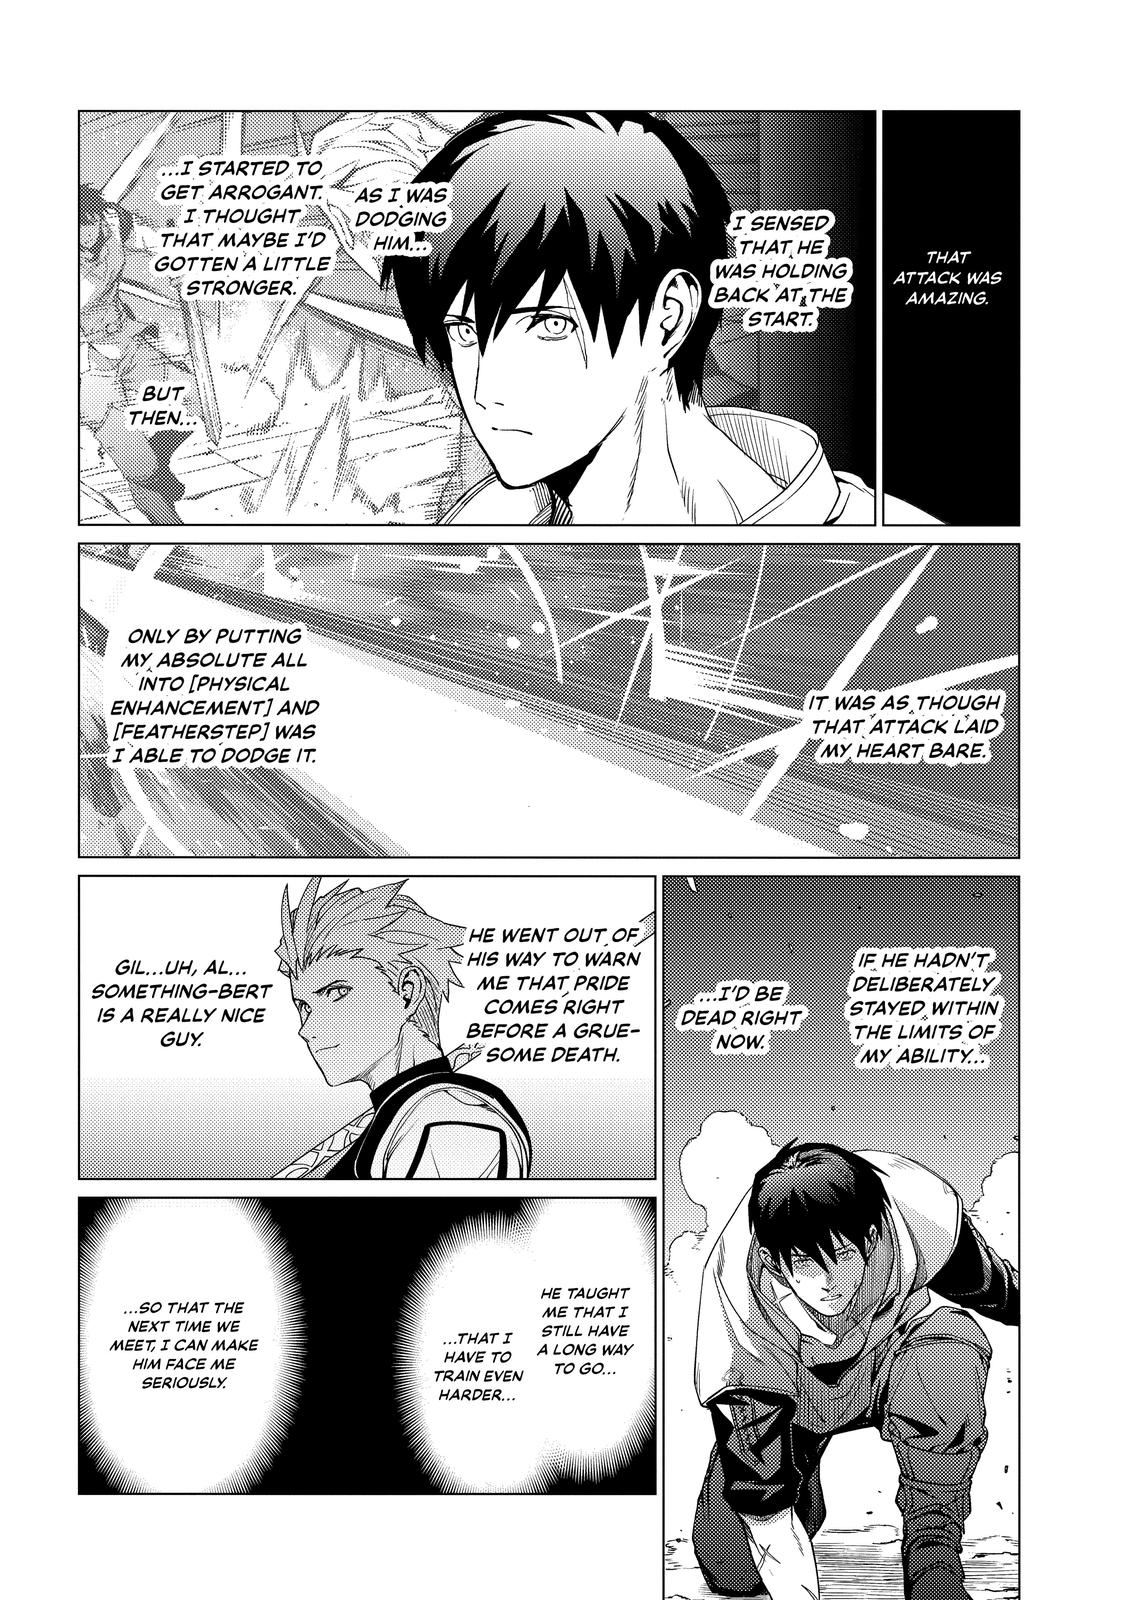 THAT
ATTACK WAS
AMAZING.
I SENSED
THAT HE
WAS HOLDING
BACK AT THE
START.
AS I WAS
DODGING
HIM...
...I STARTED TO
GET ARROGANT.
I THOUGHT
THAT MAYBE I'D
GOTTEN A LITTLE
STRONGER.
BUT
THEN...
IT WAS AS THOUGH
THAT ATTACK LAID
MY HEART BARE.
ONLY BY PUTTING
MY ABSOLUTE ALL
INTO [PHYSICAL
ENHANCEMENT] AND
[FEATHERSTEP] WAS
I ABLE TO DODGE IT.
IF HE HADN'T
DELIBERATELY
STAYED WITHIN
THE LIMITS OF
MY ABILITY...
...I'D BE
DEAD RIGHT
NOW.
HE WENT OUT OF
HIS WAY TO WARN
ME THAT PRIDE
COMES RIGHT
BEFORE A GRUE-
SOME DEATH.
GIL...UH, AL...
SOMETHING-BERT
IS A REALLY NICE
GUY.
HE TAUGHT
ME THAT I
STILL HAVE
A LONG WAY
TO GO...
...THAT I
HAVE TO
TRAIN EVEN
HARDER...
...SO THAT THE
NEXT TIME WE
MEET, I CAN MAKE
HIM FACE ME
SERIOUSLY.